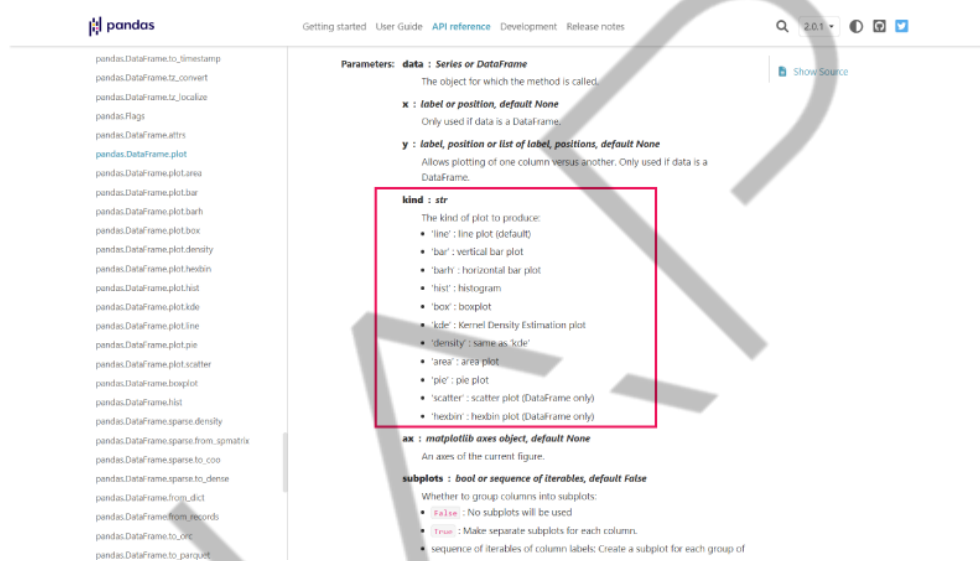 pandas
Getting started User Guide API reference Development Release notes
2.0.1
pandas.DataFrame.to_timestamp
pandas.DataFrame.tz_convert
pandas.DataFrame.tz_localize
pandas.Flags
pandas.DataFrame.attrs
pandas.DataFrame.plot
pandas.DataFrame.plot.area
pandas.DataFrame.plot.bar
pandas.DataFrame.plot.barh
pandas.DataFrame.plot.box
pandas.DataFrame.plot.density
pandas.DataFrame.plot.hexbin
pandas.DataFrame.plot.hist
pandas.DataFrame.plot.kde
pandas.DataFrame.plot.line
pandas.DataFrame.plot.pie
pandas.DataFrame.plot.scatter
pandas.DataFrame.boxplot
pandas.DataFrame.hist
pandas.DataFrame.sparse.density
pandas.DataFrame.sparse.from_spmatrix
pandas.DataFrame.sparse.to_coo
pandas.DataFrame.sparse.to_dense
pandas.DataFrame.from_dict
pandas.DataFrame.from_records
pandas.DataFrame.to_orc
pandas.DataFrame.to_parquet
Parameters: data : Series or DataFrame
The object for which the method is called.
x : label or position, default None
Only used if data is a DataFrame.
y : label, position or list of label, positions, default None
Allows plotting of one column versus another. Only used if data is a
DataFrame.
kind : str
The kind of plot to produce:
• 'line' : line plot (default)
• 'bar' : vertical bar plot
• 'barh' : horizontal bar plot
• 'hist' : histogram
• 'box' : boxplot
• 'kde' : Kernel Density Estimation plot
• 'density' : same as 'kde'
• 'area' : area plot
• 'pie' : pie plot
• 'scatter' : scatter plot (DataFrame only)
• 'hexbin' : hexbin plot (DataFrame only)
ax : matplotlib axes object, default None
An axes of the current figure.
subplots : bool or sequence of iterables, default False
Whether to group columns into subplots:
• False : No subplots will be used
• True : Make separate subplots for each column.
• sequence of iterables of column labels: Create a subplot for each group of
Show Source